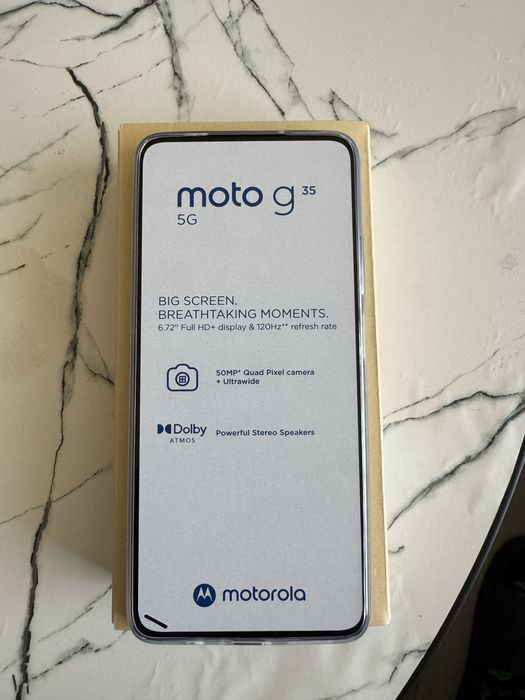 moto g 35
5G
BIG SCREEN.
BREATHTAKING MOMENTS.
6.72" Full HD+ display & 120Hz** refresh rate
50MP* Quad Pixel camera
+ Ultrawide
Dolby
ATMOS
Powerful Stereo Speakers
motorola